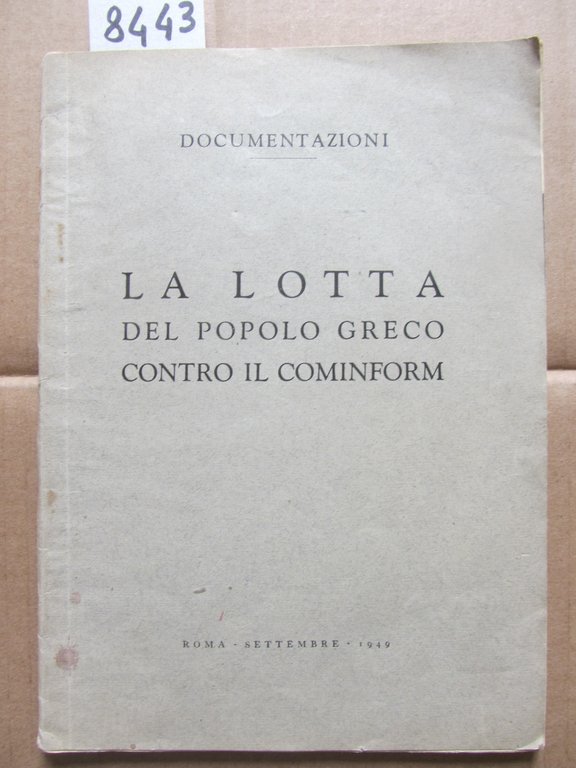 8443
DOCUMENTAZIONI
LA LOTTA
DEL POPOLO GRECO
CONTRO IL COMINFORM
ROMA - SETTEMBRE - 1949